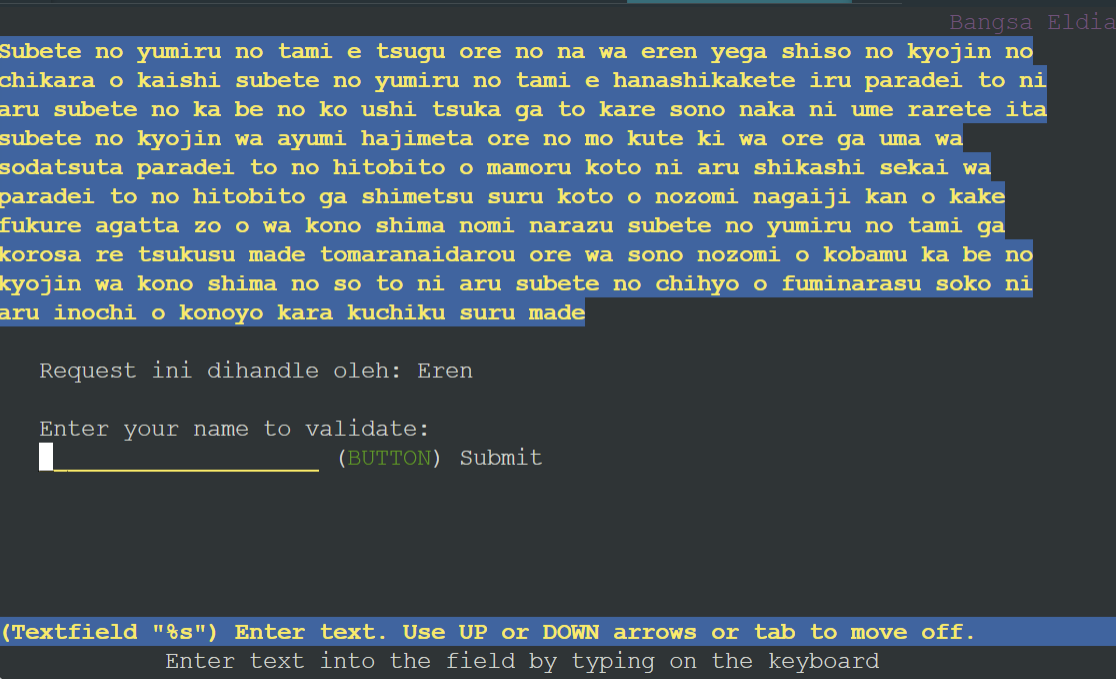 Bangsa Eldia
Subete no yumiru no tami e tsugu ore no na wa eren yega shiso no kyojin no
chikara o kaishi subete no yumiru no tami e hanashikakete iru paradei to ni
aru subete no ka be no ko ushi tsuka ga to kare sono naka ni ume rarete ita
subete no kyojin wa ayumi hajimeta ore no mo kute ki wa ore ga uma wa
sodatsuta paradei to no hitobito o mamoru koto ni aru shikashi sekai wa
paradei to no hitobito ga shimetsu suru koto o nozomi nagaiji kan o kake
fukure agatta zo o wa kono shima nomi narazu subete no yumiru no tami ga
korosa re tsukusu made tomaranaidarou ore wa sono nozomi o kobamu ka be no
kyojin wa kono shima no so to ni aru subete no chihyo o fuminarasu soko ni
aru inochi o konoyo kara kuchiku suru made
Request ini dihandle oleh: Eren
Enter your name to validate:
(BUTTON) Submit
(Textfield "%s") Enter text. Use UP or DOWN arrows or tab to move off.
Enter text into the field by typing on the keyboard